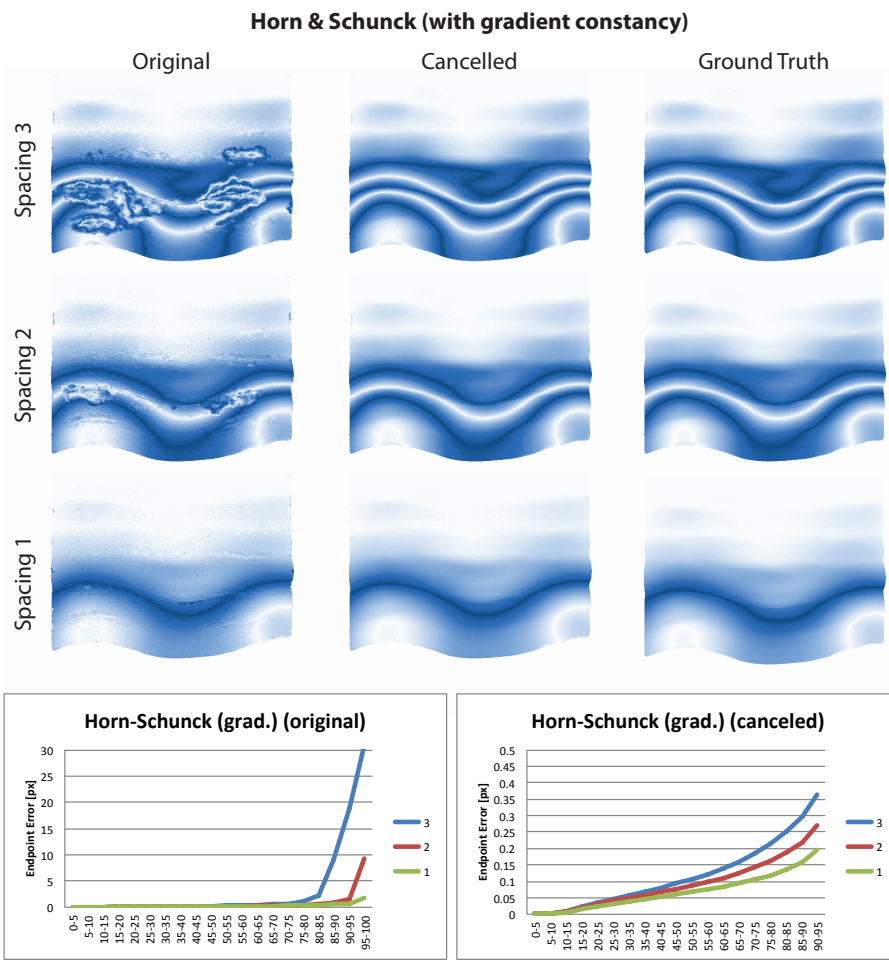 Horn & Schunck (with gradient constancy)
Original Cancelled Ground Truth
Spacing 3
Spacing 2
Spacing 1
Horn-Schunck (grad.) (original)
Endpoint Error [px]
30
25
20
15
10
5
0
0-5 5-10 10-15 15-20 20-25 25-30 30-35 35-40 40-45 45-50 50-55 55-60 60-65 65-70 70-75 75-80 80-85 85-90 90-95 95-100
3
2
1
Horn-Schunck (grad.) (canceled)
Endpoint Error [px]
0.5
0.45
0.4
0.35
0.3
0.25
0.2
0.15
0.1
0.05
0
0-5 5-10 10-15 15-20 20-25 25-30 30-35 35-40 40-45 45-50 50-55 55-60 60-65 65-70 70-75 75-80 80-85 85-90 90-95
3
2
1